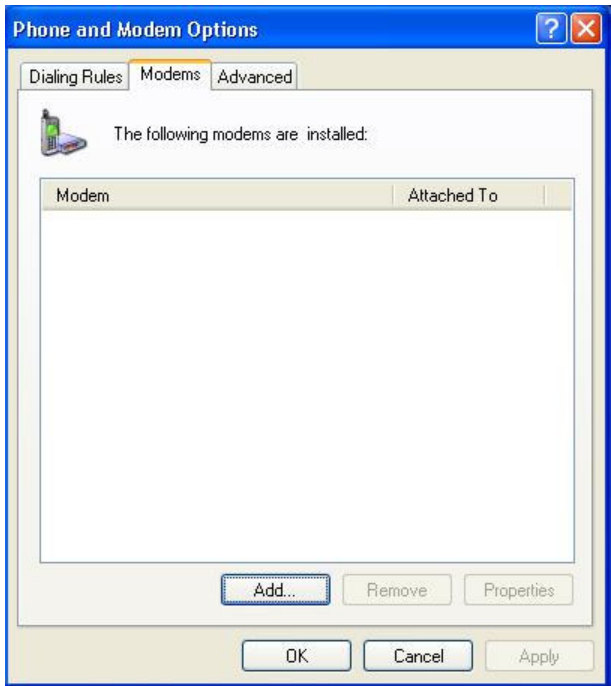 Phone and Modem Options
Dialing Rules Modems Advanced
The following modems are installed:
Modem Attached To
Add... Remove Properties
OK Cancel Apply